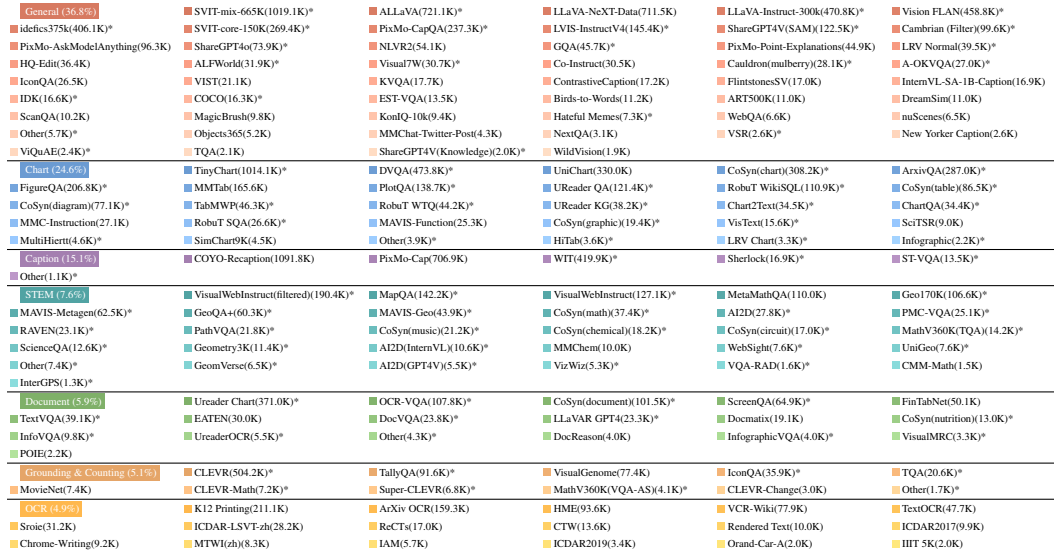 General (36.8%) SVIT-mix-665K(1019.1K)* ALLaVA(721.1K)* LLaVA-NeXT-Data(711.5K) LLaVA-Instruct-300k(470.8K)* Vision FLAN(458.8K)*
idefics375k(406.1K)* SVIT-core-150K(269.4K)* PixMo-CapQA(237.3K)* LVIS-InstructV4(145.4K)* ShareGPT4V(SAM)(122.5K)* Cambrian (Filter)(99.6K)*
PixMo-AskModelAnything(96.3K) ShareGPT4o(73.9K)* NLVR2(54.1K) GQA(45.7K)* PixMo-Point-Explanations(44.9K) LRV Normal(39.5K)*
HQ-Edit(36.4K) ALFWorld(31.9K)* Visual7W(30.7K)* Co-Instruct(30.5K) Cauldron(mulberry)(28.1K)* A-OKVQA(27.0K)*
IconQA(26.5K) VIST(21.1K) KVQA(17.7K) ContrastiveCaption(17.2K) FlintstonesSV(17.0K) InternVL-SA-1B-Caption(16.9K)
IDK(16.6K)* COCO(16.3K)* EST-VQA(13.5K) Birds-to-Words(11.2K) ART500K(11.0K) DreamSim(11.0K)
ScanQA(10.2K) MagicBrush(9.8K) KonIQ-10k(9.4K) Hateful Memes(7.3K)* WebQA(6.6K) nuScenes(6.5K)
Other(5.7K)* Objects365(5.2K) MMChat-Twitter-Post(4.3K) NextQA(3.1K) VSR(2.6K)* New Yorker Caption(2.6K)
ViQuAE(2.4K)* TQA(2.1K) ShareGPT4V(Knowledge)(2.0K)* WildVision(1.9K)
Chart (24.6%) TinyChart(1014.1K)* DVQA(473.8K)* UniChart(330.0K) CoSyn(chart)(308.2K)* ArxivQA(287.0K)*
FigureQA(206.8K)* MMTab(165.6K) PlotQA(138.7K)* UReader QA(121.4K)* RobuT WikiSQL(110.9K)* CoSyn(table)(86.5K)*
CoSyn(diagram)(77.1K)* TabMWP(46.3K)* RobuT WTQ(44.2K)* UReader KG(38.2K)* Chart2Text(34.5K)* ChartQA(34.4K)*
MMC-Instruction(27.1K) RobuT SQA(26.6K)* MAVIS-Function(25.3K) CoSyn(graphic)(19.4K)* VisText(15.6K)* SciTSR(9.0K)
MultiHiertt(4.6K)* SimChart9K(4.5K) Other(3.9K)* HiTab(3.6K)* LRV Chart(3.3K)* Infographic(2.2K)*
Caption (15.1%) COYO-Recaption(1091.8K) PixMo-Cap(706.9K) WIT(419.9K)* Sherlock(16.9K)* ST-VQA(13.5K)*
Other(1.1K)*
STEM (7.6%) VisualWebInstruct(filtered)(190.4K)* MapQA(142.2K)* VisualWebInstruct(127.1K)* MetaMathQA(110.0K) Geo170K(106.6K)*
MAVIS-Metagen(62.5K)* GeoQA+(60.3K)* MAVIS-Geo(43.9K)* CoSyn(math)(37.4K)* AI2D(27.8K)* PMC-VQA(25.1K)*
RAVEN(23.1K)* PathVQA(21.8K)* CoSyn(music)(21.2K)* CoSyn(chemical)(18.2K)* CoSyn(circuit)(17.0K)* MathV360K(TQA)(14.2K)*
ScienceQA(12.6K)* Geometry3K(11.4K)* AI2D(InternVL)(10.6K)* MMChem(10.0K) WebSight(7.6K)* UniGeo(7.6K)*
Other(7.4K)* GeomVerse(6.5K)* AI2D(GPT4V)(5.5K)* VizWiz(5.3K)* VQA-RAD(1.6K)* CMM-Math(1.5K)
InterGPS(1.3K)*
Document (5.9%) Ureader Chart(371.0K)* OCR-VQA(107.8K)* CoSyn(document)(101.5K)* ScreenQA(64.9K)* FinTabNet(50.1K)
TextVQA(39.1K)* EATEN(30.0K) DocVQA(23.8K)* LLaVAR GPT4(23.3K)* Docmatix(19.1K) CoSyn(nutrition)(13.0K)*
InfoVQA(9.8K)* UreaderOCR(5.5K)* Other(4.3K)* DocReason(4.0K) InfographicVQA(4.0K)* VisualMRC(3.3K)*
POIE(2.2K)
Grounding & Counting (5.1%) CLEVR(504.2K)* TallyQA(91.6K)* VisualGenome(77.4K) IconQA(35.9K)* TQA(20.6K)*
MovieNet(7.4K) CLEVR-Math(7.2K)* Super-CLEVR(6.8K)* MathV360K(VQA-AS)(4.1K)* CLEVR-Change(3.0K) Other(1.7K)*
OCR (4.9%) K12 Printing(211.1K) ArXiv OCR(159.3K) HME(93.6K) VCR-Wiki(77.9K) TextOCR(47.7K)
Sroie(31.2K) ICDAR-LSVT-zh(28.2K) ReCTs(17.0K) CTW(13.6K) Rendered Text(10.0K) ICDAR2017(9.9K)
Chrome-Writing(9.2K) MTWI(zh)(8.3K) IAM(5.7K) ICDAR2019(3.4K) Orand-Car-A(2.0K) IIIT 5K(2.0K)